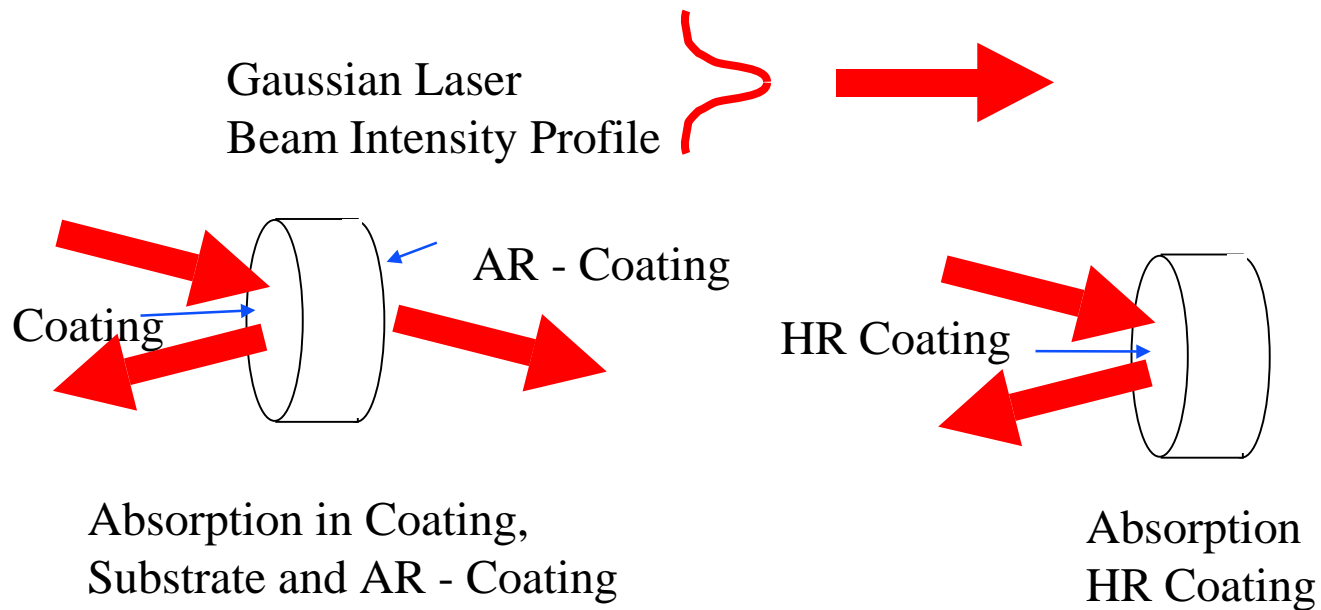 Gaussian Laser
Beam Intensity Profile
AR - Coating
Coating
HR Coating
Absorption in Coating,
Substrate and AR - Coating
Absorption
HR Coating